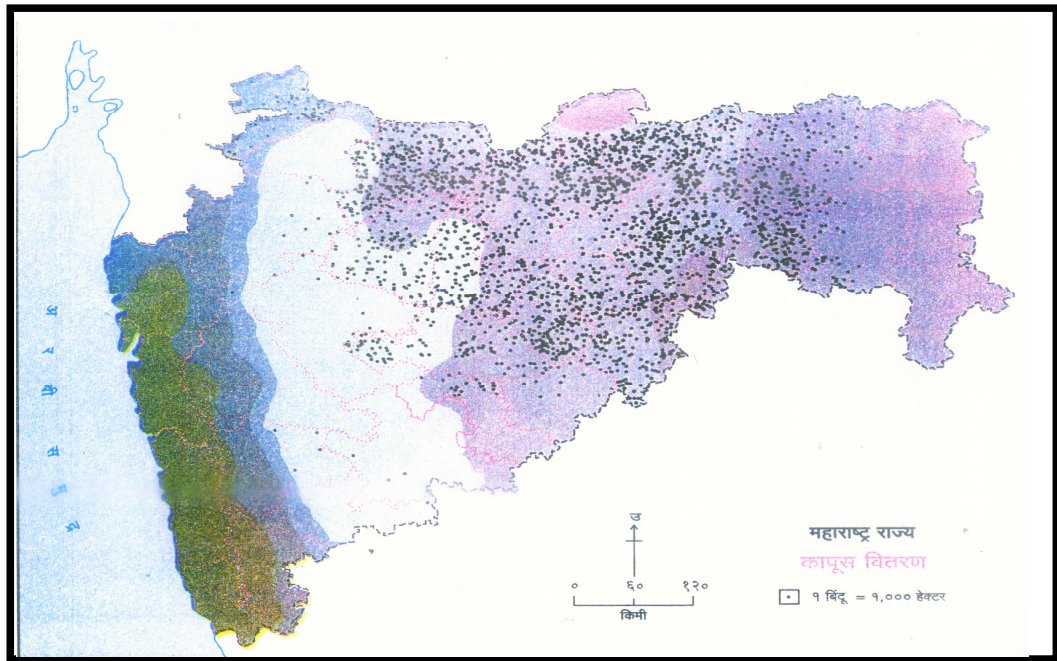 अरबी समुद्र
उ
० ६० १२०
किमी
महाराष्ट्र राज्य
कापूस वितरण
१ बिंदू = १,००० हेक्टर